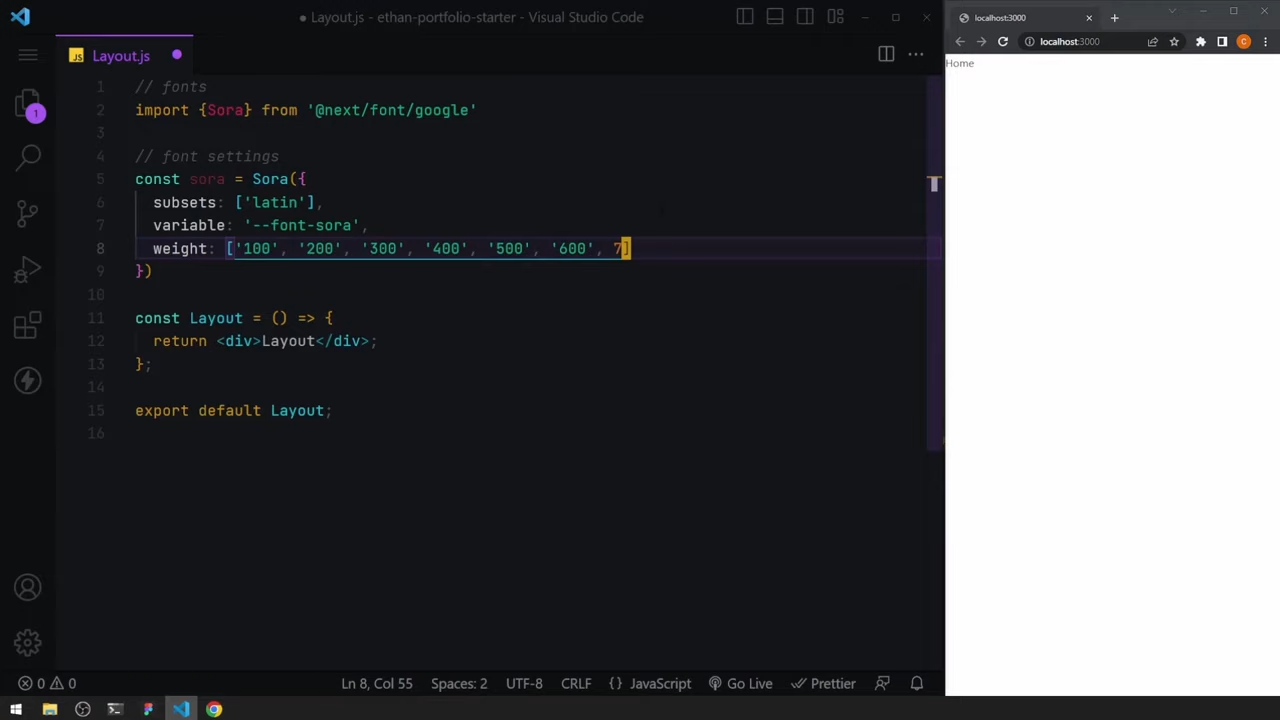 ● Layout.js - ethan-portfolio-starter - Visual Studio Code
JS Layout.js
1 // fonts
2 import {Sora} from '@next/font/google'
3
4 // font settings
5 const sora = Sora({
6 subsets: ['latin'],
7 variable: '--font-sora',
8 weight: ['100', '200', '300', '400', '500', '600', 7]
9 })
10
11 const Layout = () => {
12 return <div>Layout</div>;
13 };
14
15 export default Layout;
16
1
0 0
Ln 8, Col 55
Spaces: 2
UTF-8
CRLF
{ } JavaScript
Go Live
Prettier
localhost:3000
localhost:3000
C
Home